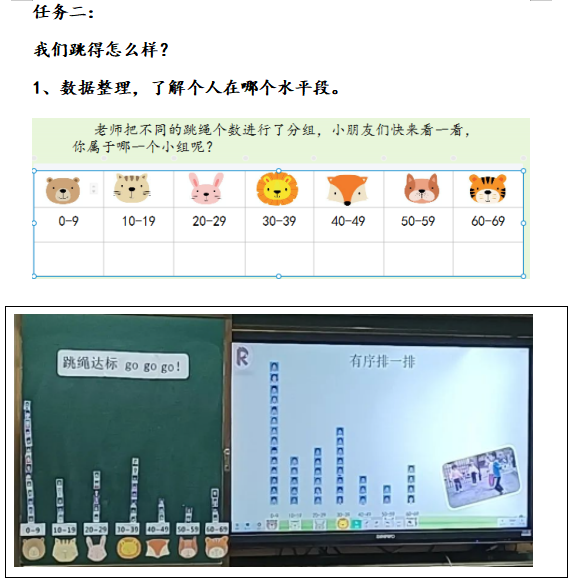 任务二：
我们跳得怎么样？
1、数据整理，了解个人在哪个水平段。
老师把不同的跳绳个数进行了分组，小朋友们快来看一看，
你属于哪一个小组呢？
0-9 10-19 20-29 30-39 40-49 50-59 60-69
跳绳达标 go go go!
0-9 10-19 20-29 30-39 40-49 50-59 60-69
R
有序排一排